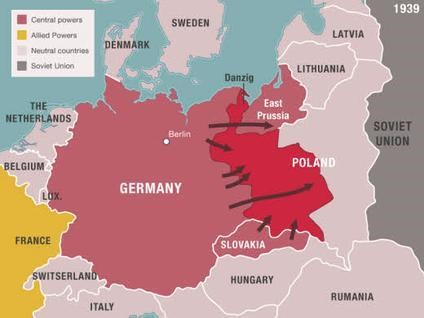 Central powers
Allied Powers
Neutral countries
Soviet Union
1939
SWEDEN
DENMARK
LATVIA
LITHUANIA
Danzig
East
Prussia
THE
NETHERLANDS
Berlin
SOVIET
UNION
BELGIUM
POLAND
GERMANY
LUX.
FRANCE
SLOVAKIA
SWITSERLAND
HUNGARY
ITALY
RUMANIA